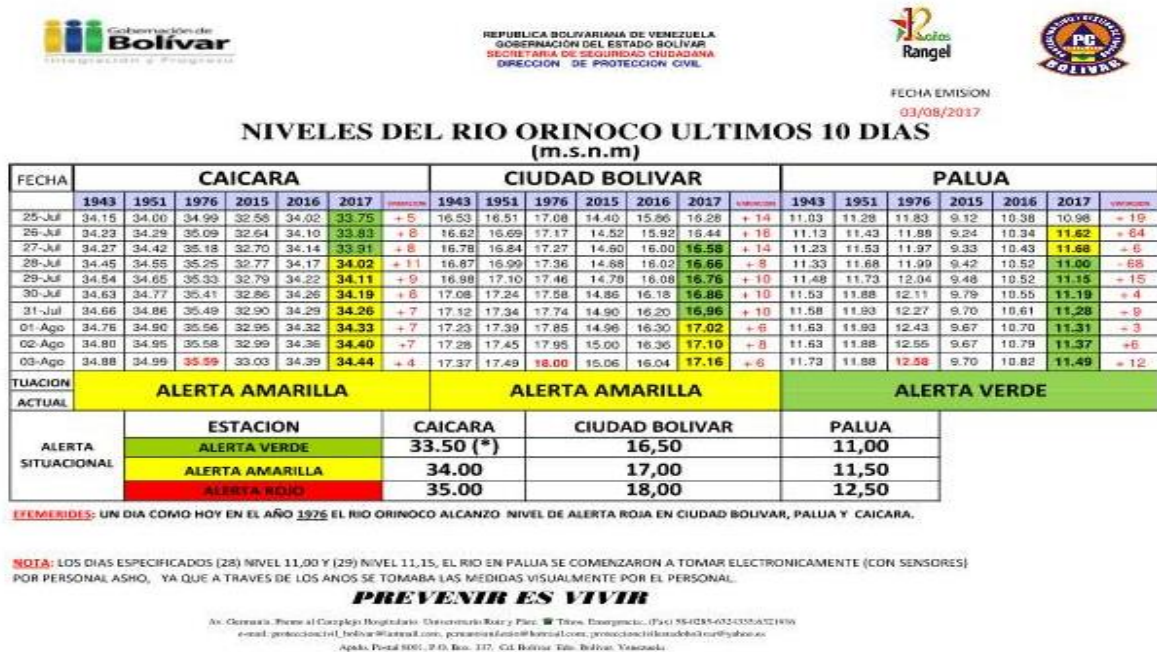 Gobernación de
Bolívar
Integración y Progreso
REPUBLICA BOLIVARIANA DE VENEZUELA
GOBERNACIÓN DEL ESTADO BOLÍVAR
SECRETARIA DE SEGURIDAD CIUDADANA
DIRECCION DE PROTECCION CIVIL
años
Rangel
PC
BOLIVAR
FECHA EMISION
03/08/2017
NIVELES DEL RIO ORINOCO ULTIMOS 10 DIAS
(m.s.n.m)
FECHA CAICARA CIUDAD BOLIVAR PALUA
1943 1951 1976 2015 2016 2017 1943 1951 1976 2015 2016 2017 1943 1951 1976 2015 2016 2017
25-Jul 34.15 34.00 34.99 32.58 34.02 33.75 + 5 16.53 16.51 17.08 14.40 15.86 16.28 + 14 11.03 11.28 11.83 9.12 10.38 10.98 + 19
26-Jul 34.23 34.29 35.09 32.64 34.10 33.83 + 8 16.62 16.69 17.17 14.52 15.92 16.44 + 16 11.13 11.43 11.88 9.24 10.34 11.62 + 64
27-Jul 34.27 34.42 35.18 32.70 34.14 33.91 + 8 16.78 16.84 17.27 14.60 16.00 16.58 + 14 11.23 11.53 11.97 9.33 10.43 11.68 + 6
28-Jul 34.45 34.55 35.25 32.77 34.17 34.02 + 11 16.87 16.99 17.36 14.68 16.02 16.66 + 8 11.33 11.68 11.99 9.42 10.52 11.00 - 68
29-Jul 34.54 34.65 35.33 32.79 34.22 34.11 + 9 16.98 17.10 17.46 14.78 16.08 16.76 + 10 11.48 11.73 12.04 9.48 10.52 11.15 + 15
30-Jul 34.63 34.77 35.41 32.86 34.26 34.19 + 8 17.08 17.24 17.58 14.86 16.18 16.86 + 10 11.53 11.88 12.11 9.79 10.55 11.19 + 4
31-Jul 34.66 34.86 35.49 32.90 34.29 34.26 + 7 17.12 17.34 17.74 14.90 16.20 16,96 + 10 11.58 11.93 12.27 9.70 10.61 11,28 + 9
01-Ago 34.76 34.90 35.56 32.95 34.32 34.33 + 7 17.23 17.39 17.85 14.96 16.30 17.02 + 6 11.63 11.93 12.43 9.67 10.70 11.31 + 3
02-Ago 34.80 34.95 35.58 32.99 34.36 34.40 +7 17.28 17.45 17.95 15.00 16.36 17.10 + 8 11.63 11.88 12.55 9.67 10.79 11.37 +6
03-Ago 34.88 34.99 35.59 33.03 34.39 34.44 + 4 17.37 17.49 18.00 15.06 16.04 17.16 + 6 11.73 11.88 12.58 9.70 10.82 11.49 + 12
TUACION ACTUAL ALERTA AMARILLA ALERTA AMARILLA ALERTA VERDE
ESTACION CAICARA CIUDAD BOLIVAR PALUA
ALERTA SITUACIONAL
ALERTA VERDE 33.50 (*) 16,50 11,00
ALERTA AMARILLA 34.00 17,00 11,50
ALERTA ROJO 35.00 18,00 12,50
EFEMERIDES: UN DIA COMO HOY EN EL AÑO 1976 EL RIO ORINOCO ALCANZO NIVEL DE ALERTA ROJA EN CIUDAD BOLIVAR, PALUA Y CAICARA.
NOTA: LOS DIAS ESPECIFICADOS (28) NIVEL 11,00 Y (29) NIVEL 11,15, EL RIO EN PALUA SE COMENZARON A TOMAR ELECTRONICAMENTE (CON SENSORES)
POR PERSONAL ASHO, YA QUE A TRAVES DE LOS ANOS SE TOMABA LAS MEDIDAS VISUALMENTE POR EL PERSONAL.
PREVENIR ES VIVIR
Av. Germania, Frente al Complejo Hospitalario Universitario Ruiz y Páez.
Aptdo. Postal 8001, Cd. Bolívar Edo. Bolívar, Venezuela